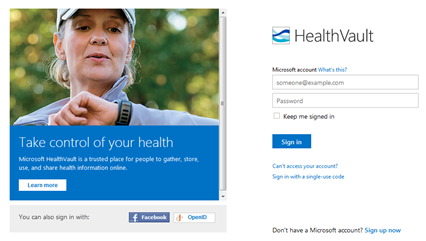 HealthVault
Microsoft account What's this?
someone@example.com
Password
Keep me signed in
Sign in
Can't access your account?
Sign in with a single-use code
Don't have a Microsoft account? Sign up now
Take control of your health
Microsoft HealthVault is a trusted place for people to gather, store,
use, and share health information online.
Learn more
You can also sign in with:
Facebook
OpenID